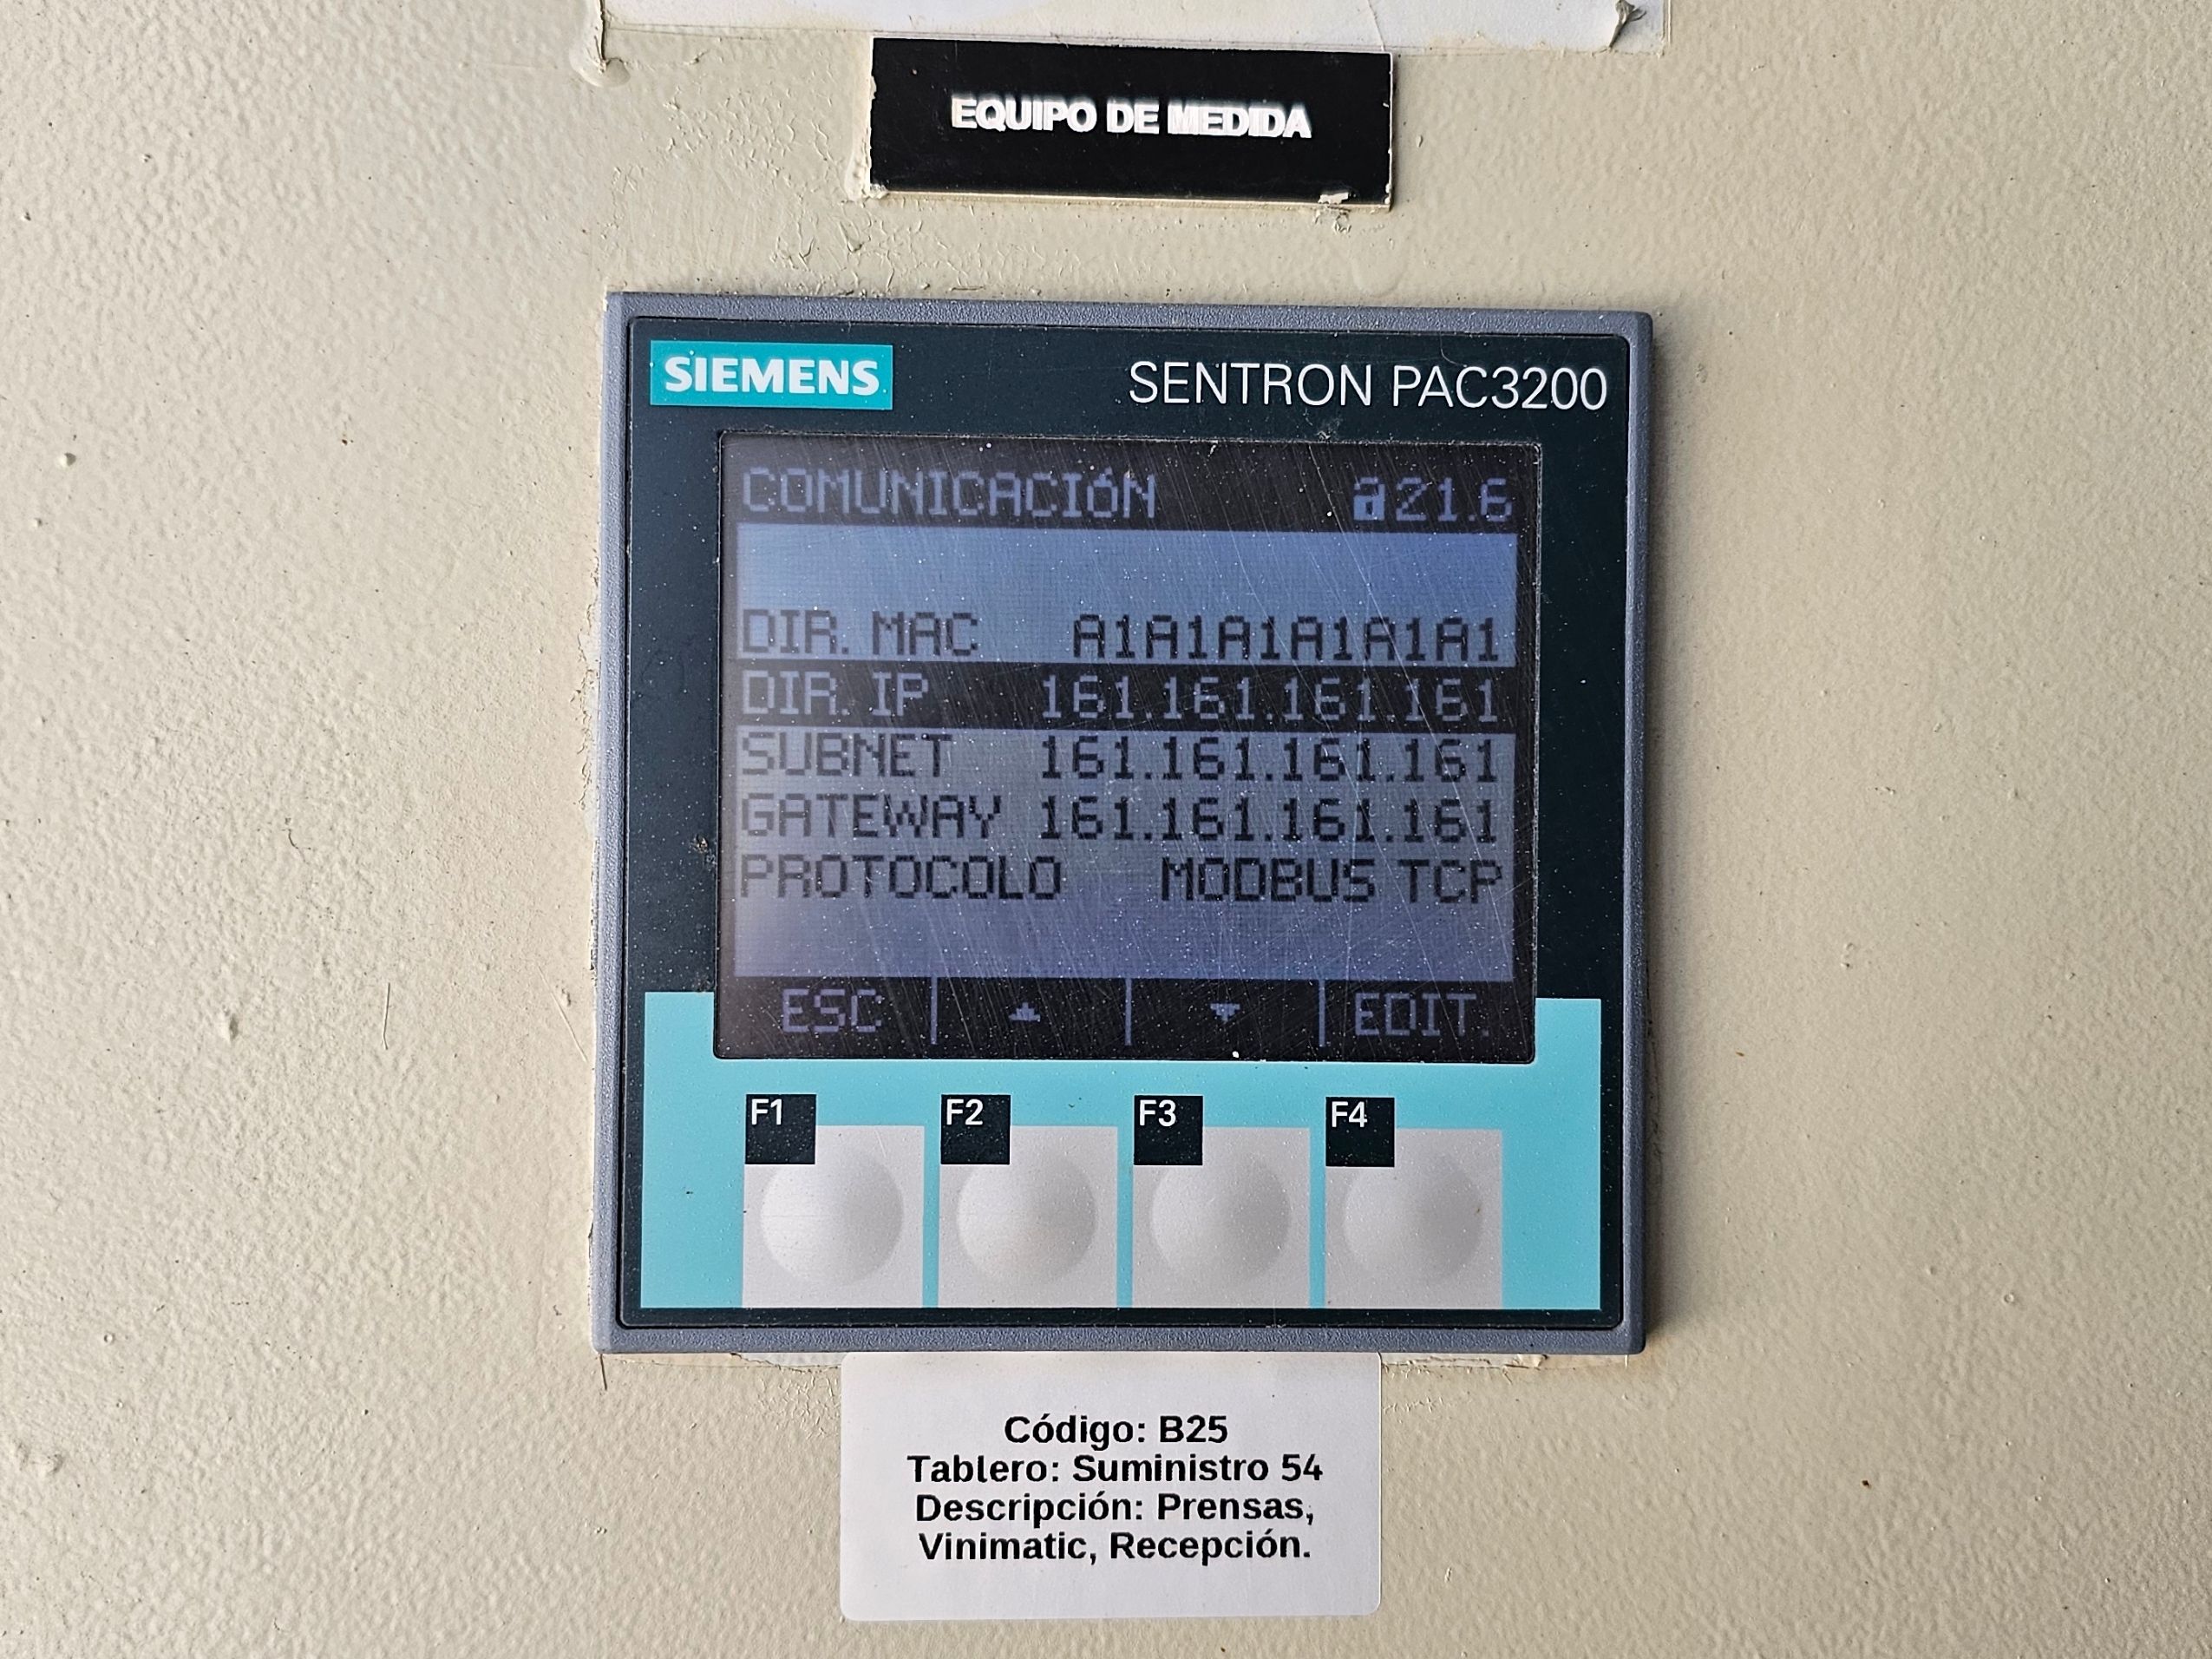 EQUIPO DE MEDIDA
SIEMENS SENTRON PAC3200
COMUNICACIÓN 21.6
DIR. MAC A1A1A1A1A1A1
DIR. IP 161.161.161.161
SUBNET 161.161.161.161
GATEWAY 161.161.161.161
PROTOCOLO MODBUS TCP
ESC EDIT.
F1 F2 F3 F4
Código: B25
Tablero: Suministro 54
Descripción: Prensas,
Vinimatic, Recepción.